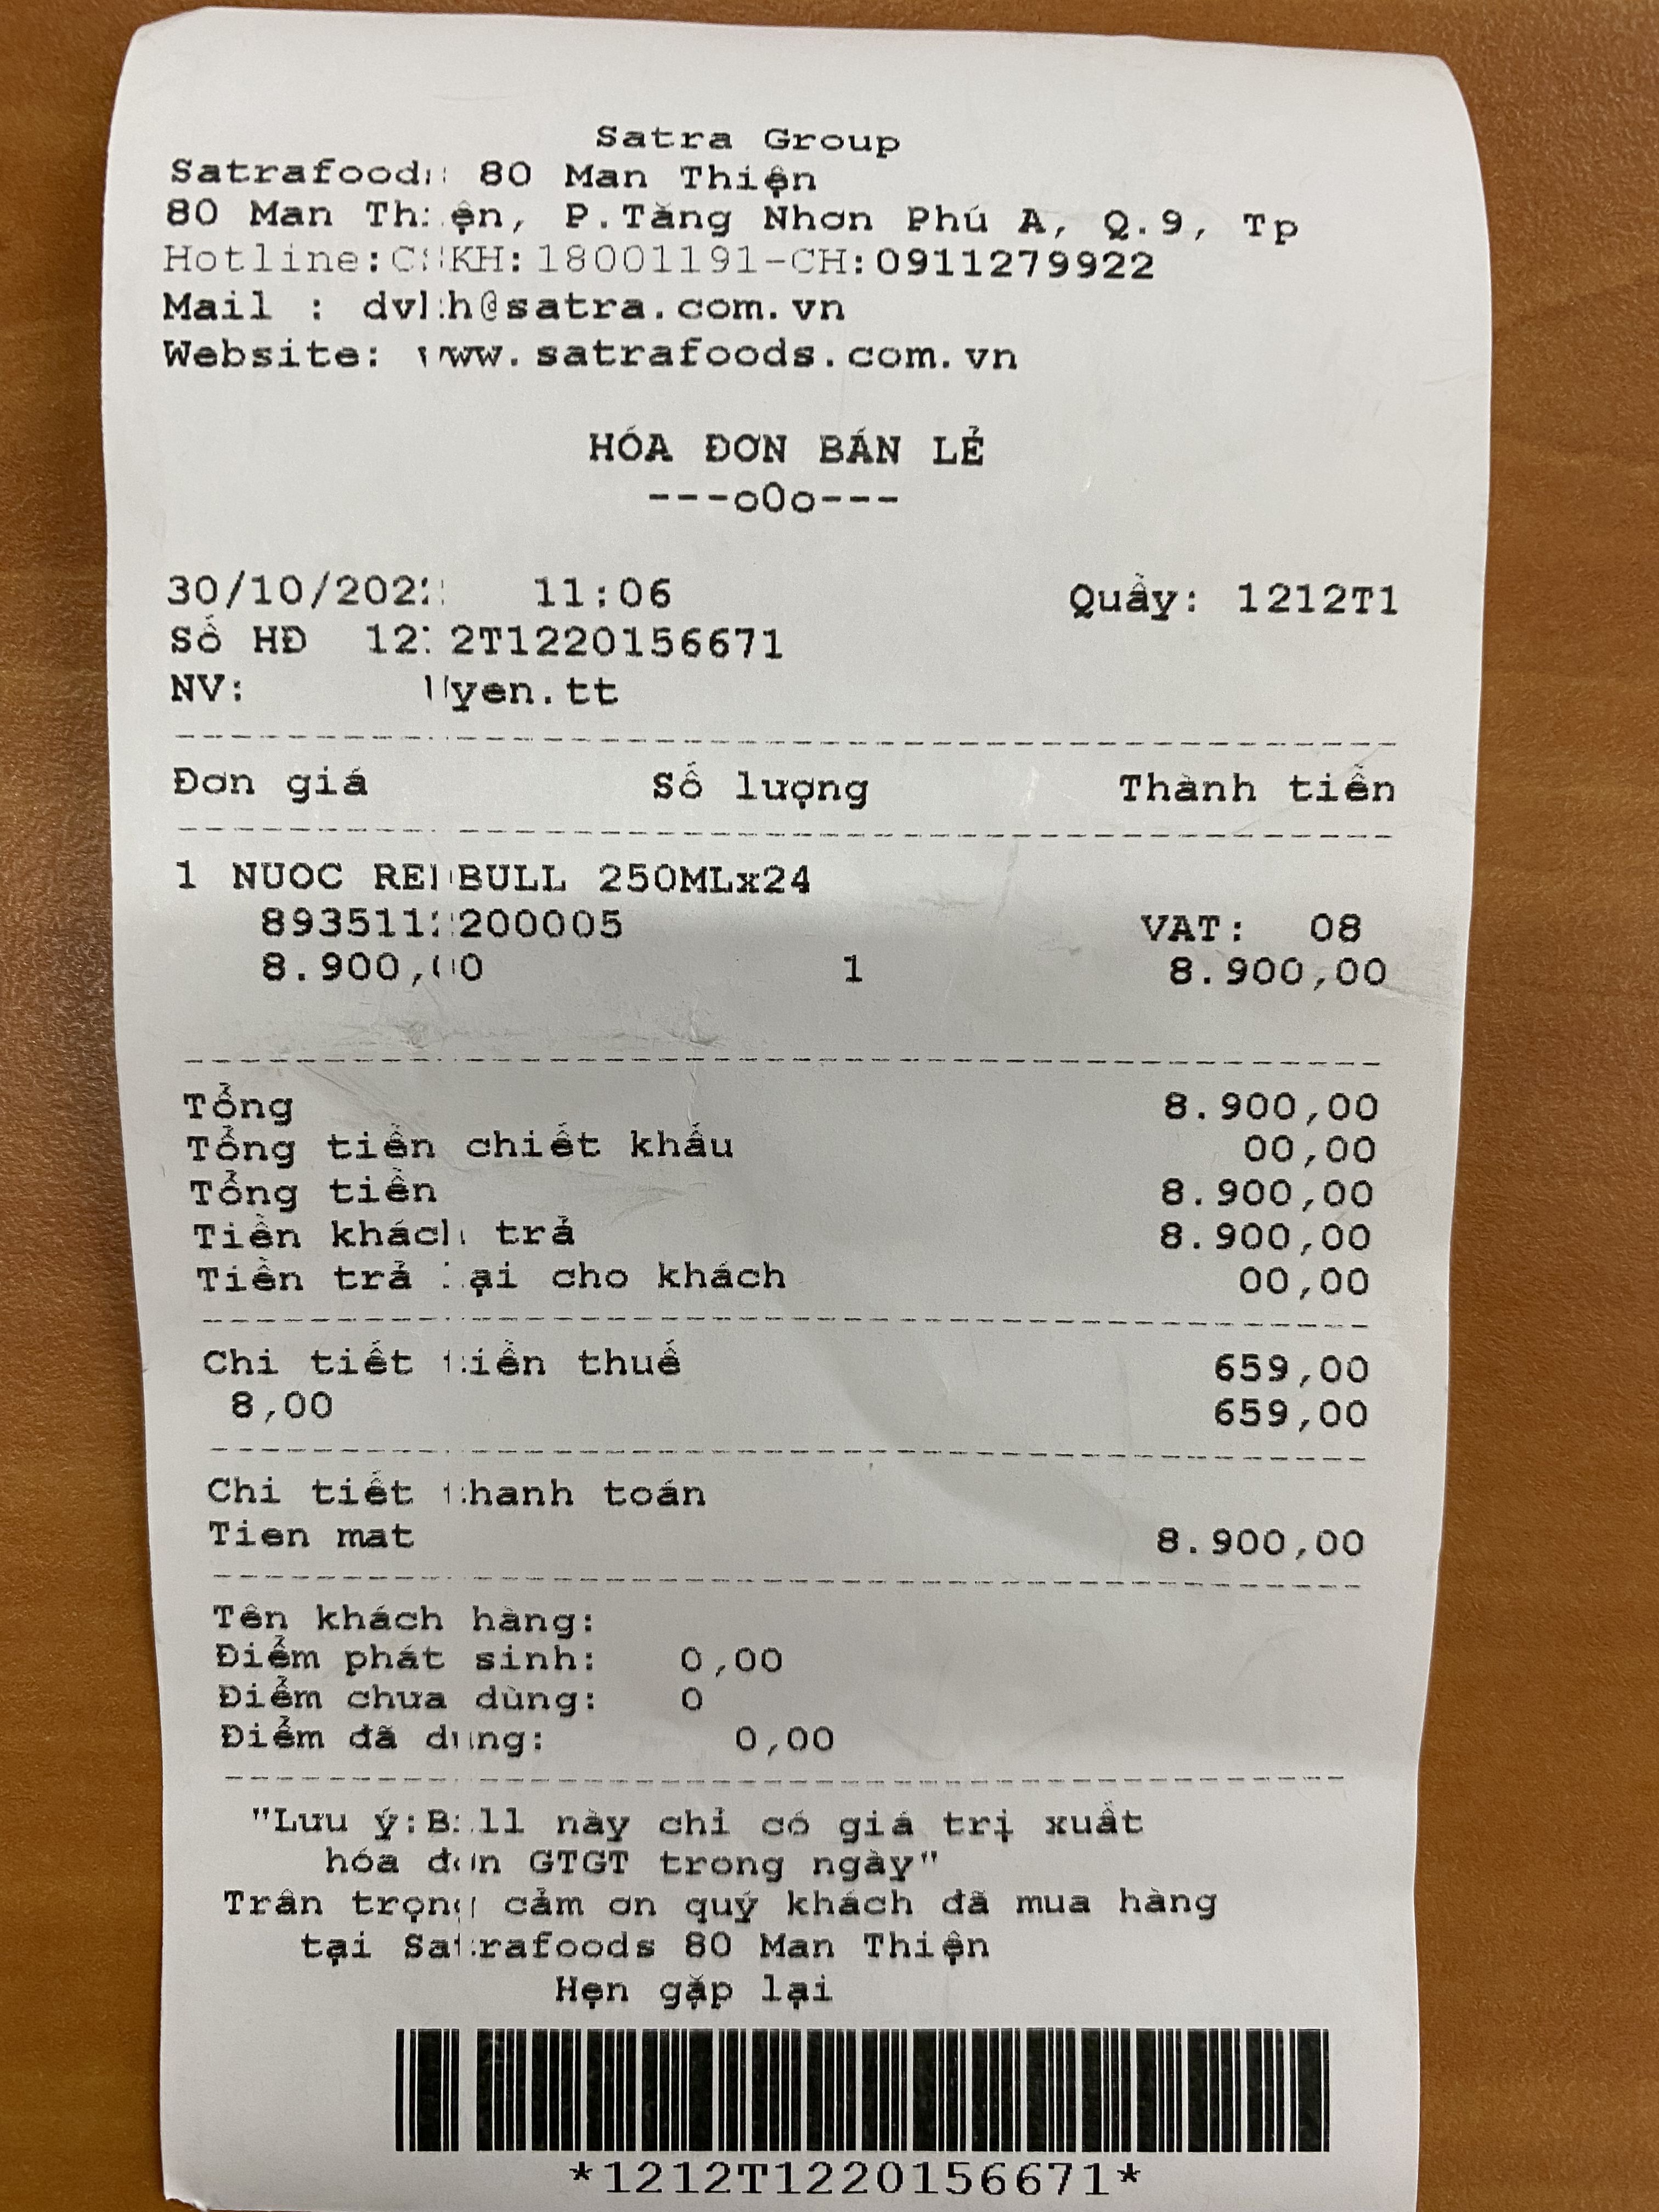 Satra Group
Satrafoods 80 Man Thiện
80 Man Thiện, P.Tăng Nhơn Phú A, Q.9, Tp
Hotline:CSKH:18001191-CH:0911279922
Mail : dvkh@satra.com.vn
Website: www.satrafoods.com.vn
HÓA ĐƠN BÁN LẺ
---o0o---
30/10/2022 11:06 Quầy: 1212T1
Số HĐ 1212T1220156671
NV: uyen.tt
Đơn giá Số lượng Thành tiền
1 NUOC RED BULL 250MLx24
8935111200005 VAT: 08
8.900,00 1 8.900,00
Tổng 8.900,00
Tổng tiền chiết khấu 00,00
Tổng tiền 8.900,00
Tiền khách trả 8.900,00
Tiền trả lại cho khách 00,00
Chi tiết tiền thuế 659,00
8,00 659,00
Chi tiết thanh toán
Tien mat 8.900,00
Tên khách hàng:
Điểm phát sinh: 0,00
Điểm chưa dùng: 0
Điểm đã dùng: 0,00
"Lưu ý:Bill này chỉ có giá trị xuất
hóa đơn GTGT trong ngày"
Trân trọng cảm ơn quý khách đã mua hàng
tại Satrafoods 80 Man Thiện
Hẹn gặp lại
*1212T1220156671*